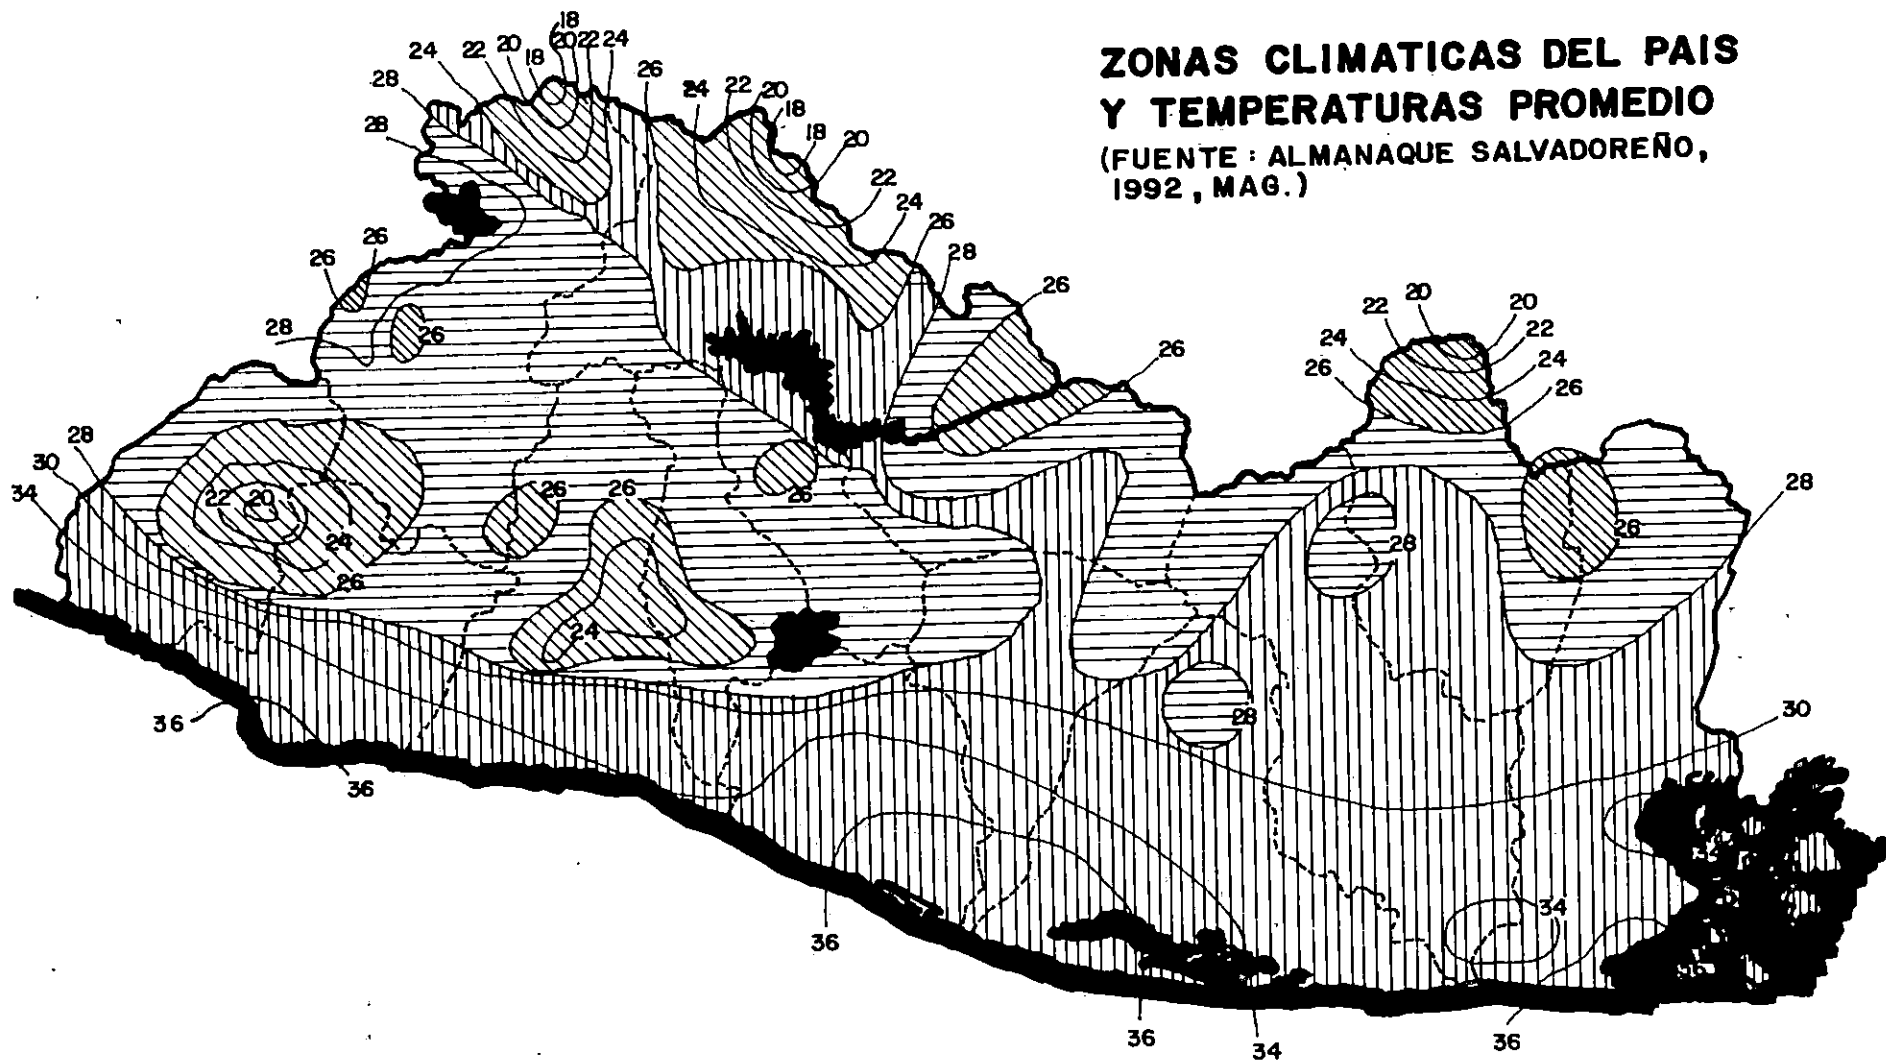 ZONAS CLIMATICAS DEL PAIS
Y TEMPERATURAS PROMEDIO
(FUENTE : ALMANAQUE SALVADOREÑO,
1992 , MAG.)
18
24 22 20 18 20 22 24
28 26 24 22 20 18
28 18 20
22
24
26 26 26 28
26
28 26
22 20 20
24 22
26 24
26 26
28
30
34
22 20 24 26
26 26 26
24
28 26 28
28
30
36 36
34
36
36 34 36